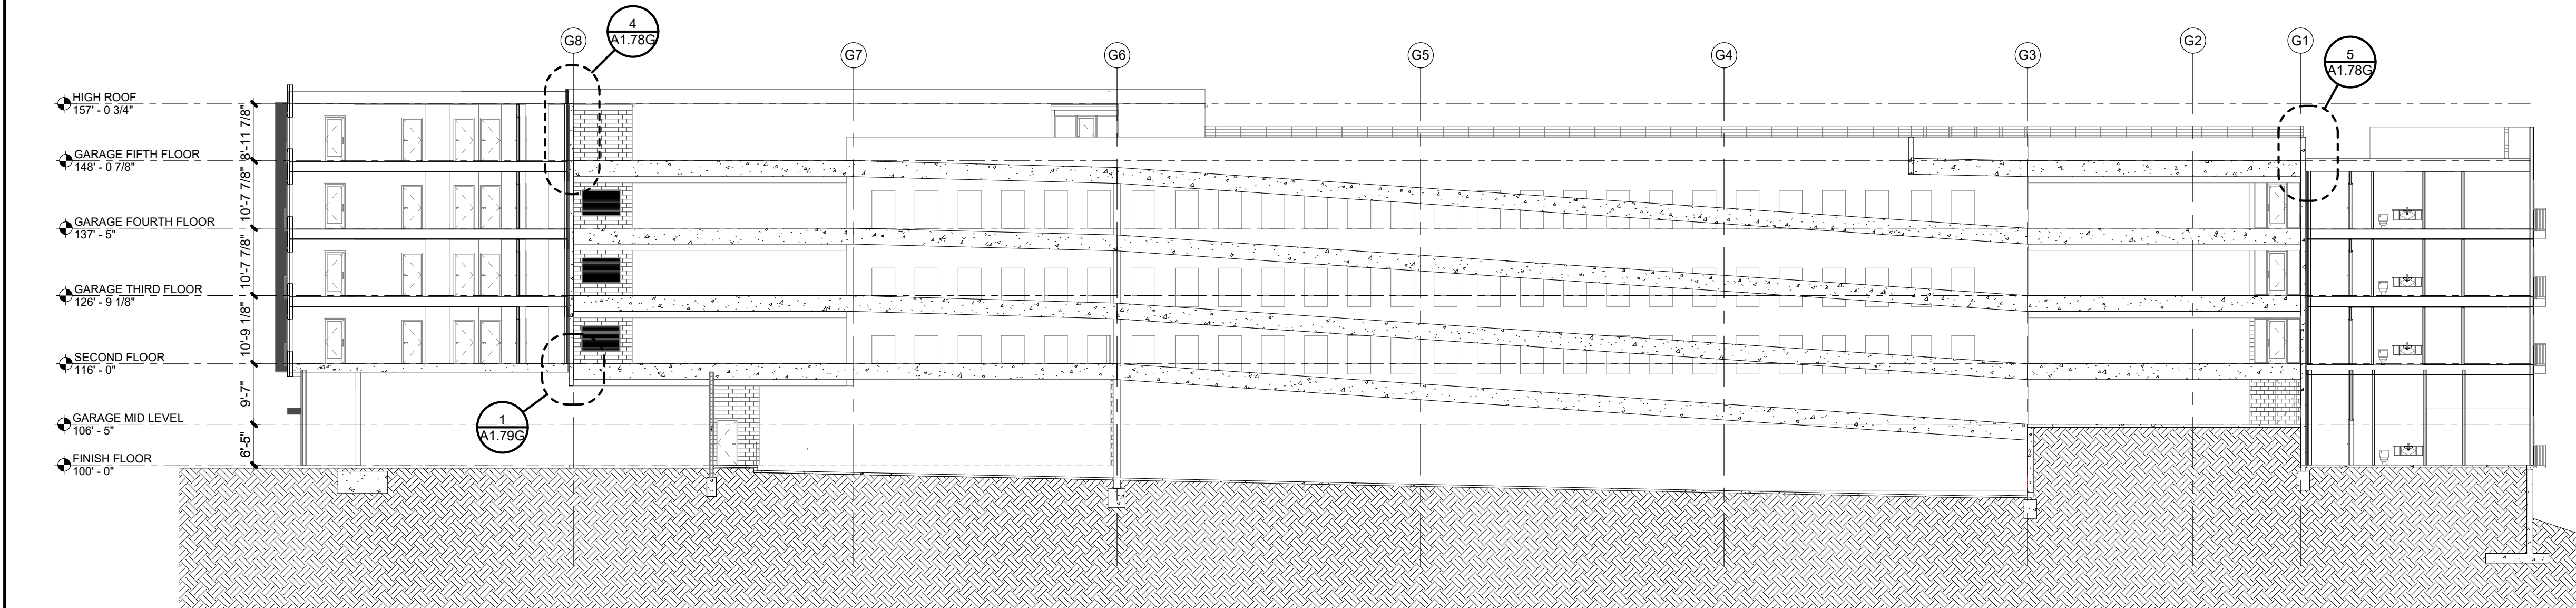 4
A1.78G
G8
G7
G6
G5
G4
G3
G2
G1
5
A1.78G
HIGH ROOF
157' - 0 3/4"
8'-11 7/8"
GARAGE FIFTH FLOOR
148' - 0 7/8"
10'-7 7/8"
GARAGE FOURTH FLOOR
137' - 5"
10'-7 7/8"
GARAGE THIRD FLOOR
126' - 9 1/8"
10'-9 1/8"
SECOND FLOOR
116' - 0"
9'-7"
GARAGE MID LEVEL
106' - 5"
6'-5"
FINISH FLOOR
100' - 0"
1
A1.79G